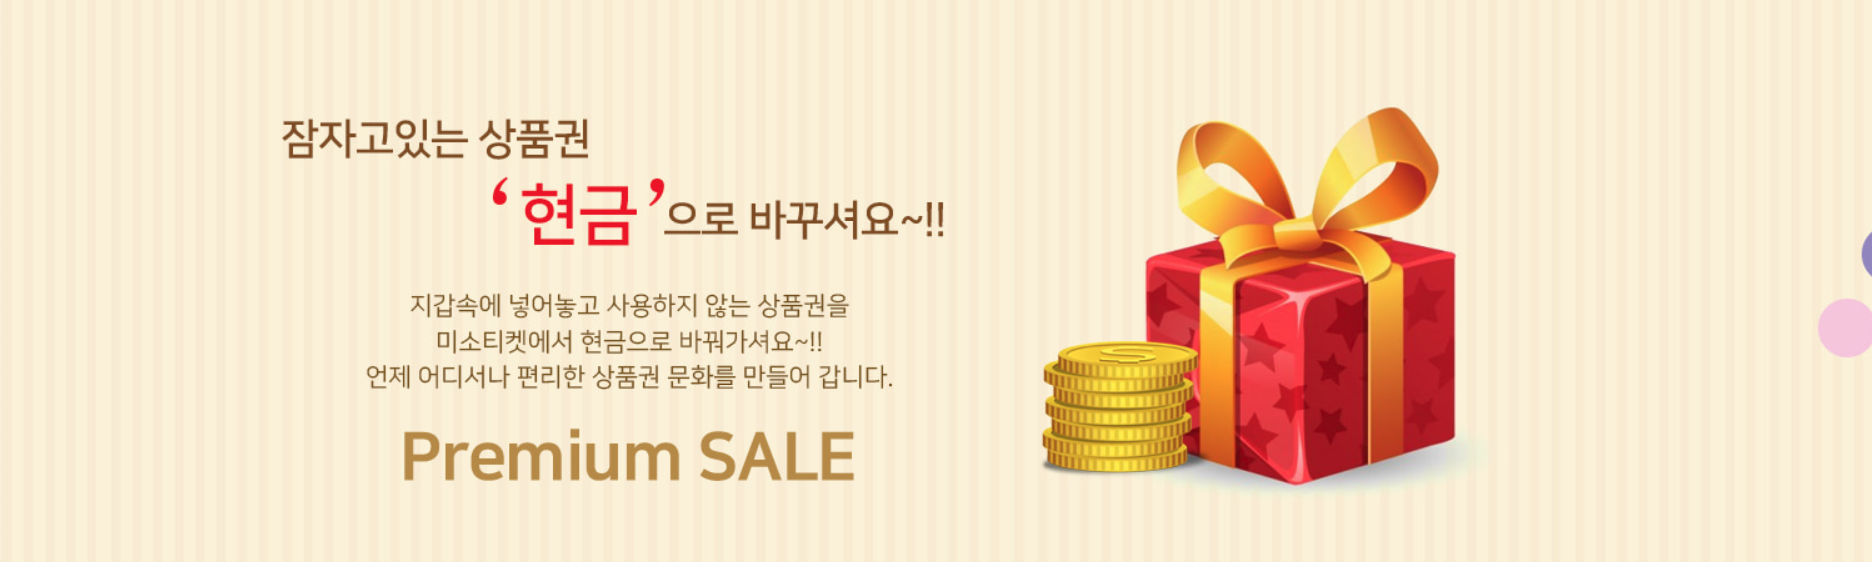 잠자고있는 상품권
‘현금’으로 바꾸셔요~!!
지갑속에 넣어놓고 사용하지 않는 상품권을
미소티켓에서 현금으로 바꿔가셔요~!!
언제 어디서나 편리한 상품권 문화를 만들어 갑니다.
Premium SALE